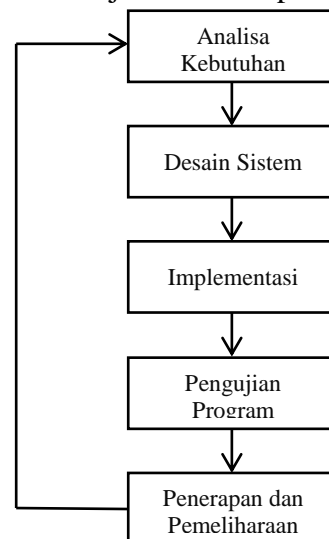 Analisa
Kebutuhan
Desain Sistem
Implementasi
Pengujian
Program
Penerapan dan
Pemeliharaan